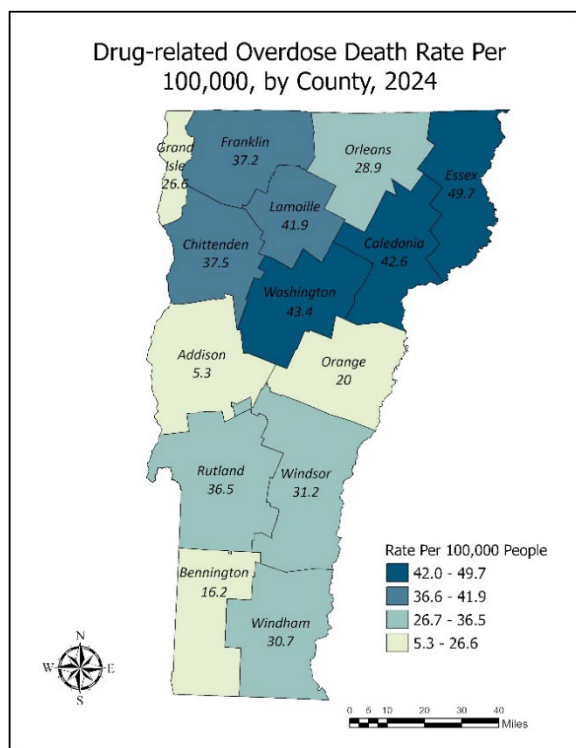 Drug-related Overdose Death Rate Per
100,000, by County, 2024
Grand
Isle
26.6
Franklin
37.2
Orleans
28.9
Essex
49.7
Lamoille
41.9
Chittenden
37.5
Caledonia
42.6
Washington
43.4
Addison
5.3
Orange
20
Rutland
36.5
Windsor
31.2
Bennington
16.2
Windham
30.7
Rate Per 100,000 People
42.0 - 49.7
36.6 - 41.9
26.7 - 36.5
5.3 - 26.6
N
W E
S
0 5 10 20 30 40
Miles